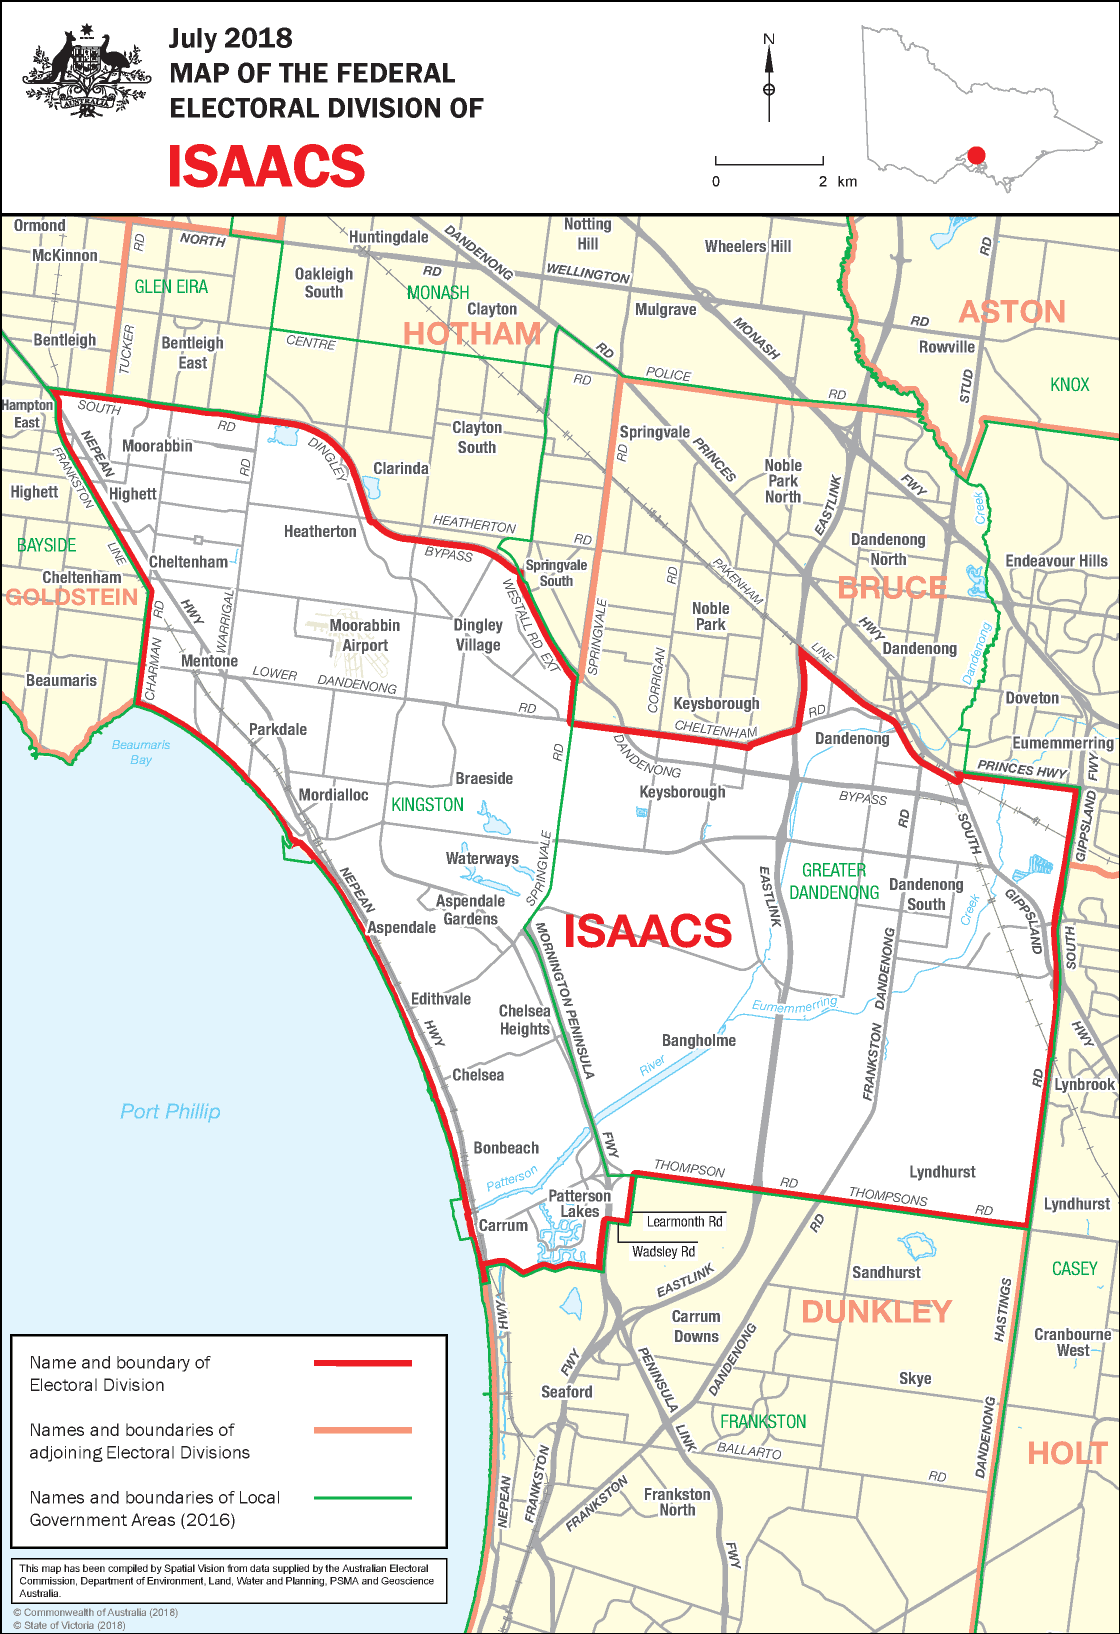 July 2018
MAP OF THE FEDERAL
ELECTORAL DIVISION OF
ISAACS
AUSTRALIA
N
0
2 km
Ormond
McKinnon
RD
NORTH
Huntingdale
DANDENONG
Notting
Hill
Wheelers Hill
RD
GLEN EIRA
Oakleigh
South
RD
MONASH
WELLINGTON
Clayton
HOTHAM
Mulgrave
MONASH
RD
ASTON
Rowville
Bentleigh
TUCKER
Bentleigh
East
CENTRE
RD
RD
POLICE
RD
STUD
KNOX
Hampton
East
SOUTH
RD
NEPEAN
FRANKSTON
Moorabbin
RD
DINGLEY
Clayton
South
Clarinda
Springvale
RD
PRINCES
Noble
Park
North
EASTLINK
FWY
Creek
Highett
Highett
Heatherton
HEATHERTON
RD
BYPASS
BAYSIDE
LINE
Cheltenham
Cheltenham
GOLDSTEIN
RD
HWY
WARRIGAL
Springvale
South
WESTALL RD EXT
SPRINGVALE
RD
PAKENHAM
Dandenong
North
BRUCE
Endeavour Hills
Moorabbin
Airport
Dingley
Village
Noble
Park
HWY
LINE
Dandenong
Dandenong
Beaumaris
CHARMAN
Mentone
LOWER
DANDENONG
RD
CORRIGAN
Keysborough
CHELTENHAM
RD
Doveton
Beaumaris
Bay
Parkdale
RD
DANDENONG
Dandenong
Eumemmerring
PRINCES HWY
FWY
Mordialloc
Braeside
KINGSTON
Keysborough
BYPASS
RD
SOUTH
GIPPSLAND
Waterways
SPRINGVALE
NEPEAN
Aspendale
Gardens
Aspendale
ISAACS
EASTLINK
GREATER
DANDENONG
Dandenong
South
Creek
GIPPSLAND
SOUTH
MORNINGTON PENINSULA
DANDENONG
Edithvale
HWY
Chelsea
Heights
Eumemmerring
HWY
Bangholme
River
FRANKSTON
Chelsea
RD
Lynbrook
Port Phillip
Bonbeach
FWY
Patterson
THOMPSON
RD
THOMPSONS
RD
Lyndhurst
Lyndhurst
Patterson
Lakes
Carrum
Learmonth Rd
Wadsley Rd
RD
EASTLINK
Sandhurst
CASEY
HWY
DUNKLEY
HASTINGS
Carrum
Downs
Cranbourne
West
FWY
PENINSULA LINK
DANDENONG
Seaford
Skye
FRANKSTON
BALLARTO
RD
DANDENONG
HOLT
NEPEAN
FRANKSTON
FRANKSTON
Frankston
North
FWY
Name and boundary of
Electoral Division
Names and boundaries of
adjoining Electoral Divisions
Names and boundaries of Local
Government Areas (2016)
This map has been compiled by Spatial Vision from data supplied by the Australian Electoral
Commission, Department of Environment, Land, Water and Planning, PSMA and Geoscience
Australia.
© Commonwealth of Australia (2018)
© State of Victoria (2018)